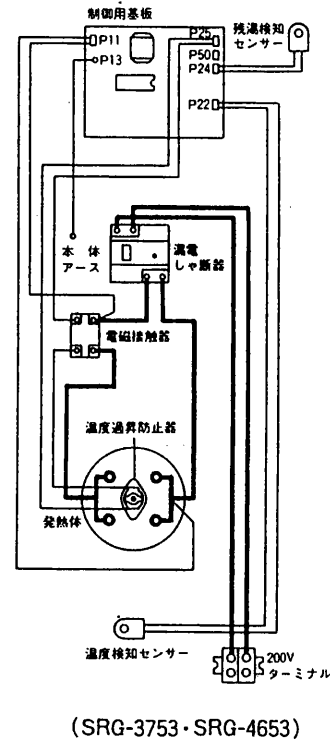 制御用基板
残湯検知
センサー
P11
P25
P13
P50
P24
P22
本体
アース
漏電
しゃ断器
電磁接触器
温度過昇防止器
発熱体
温度検知センサー
200V
ターミナル
(SRG-3753・SRG-4653)